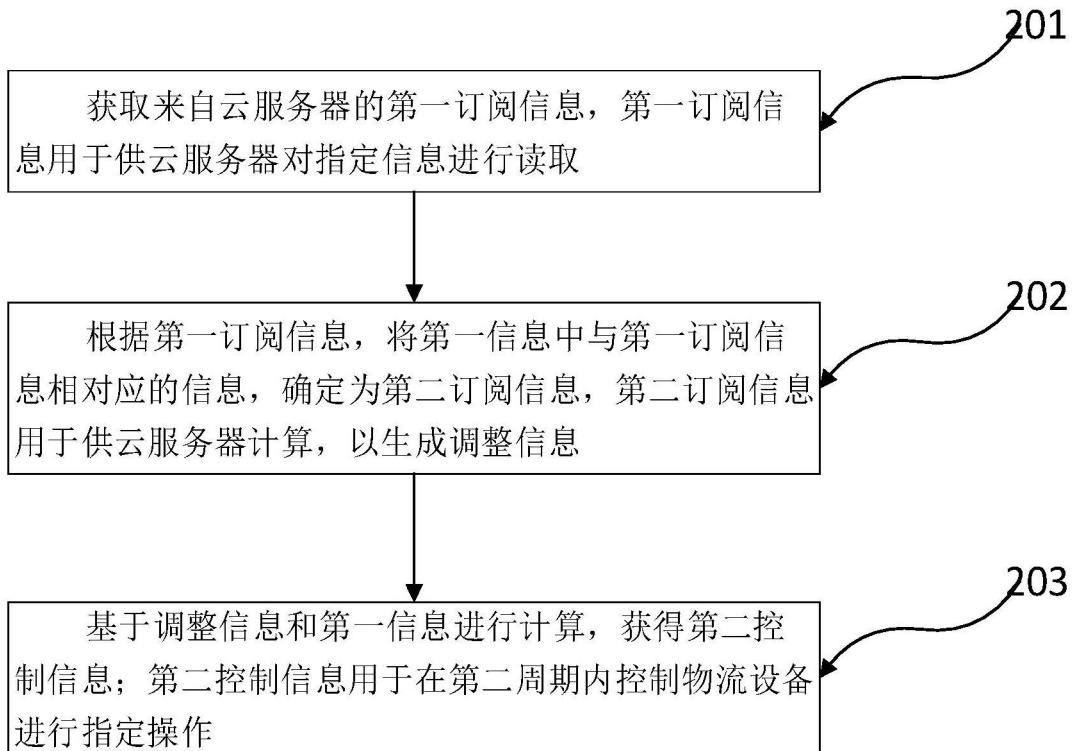 201
获取来自云服务器的第一订阅信息，第一订阅信
息用于供云服务器对指定信息进行读取
202
根据第一订阅信息，将第一信息中与第一订阅信
息相对应的信息，确定为第二订阅信息，第二订阅信息
用于供云服务器计算，以生成调整信息
203
基于调整信息和第一信息进行计算，获得第二控
制信息；第二控制信息用于在第二周期内控制物流设备
进行指定操作